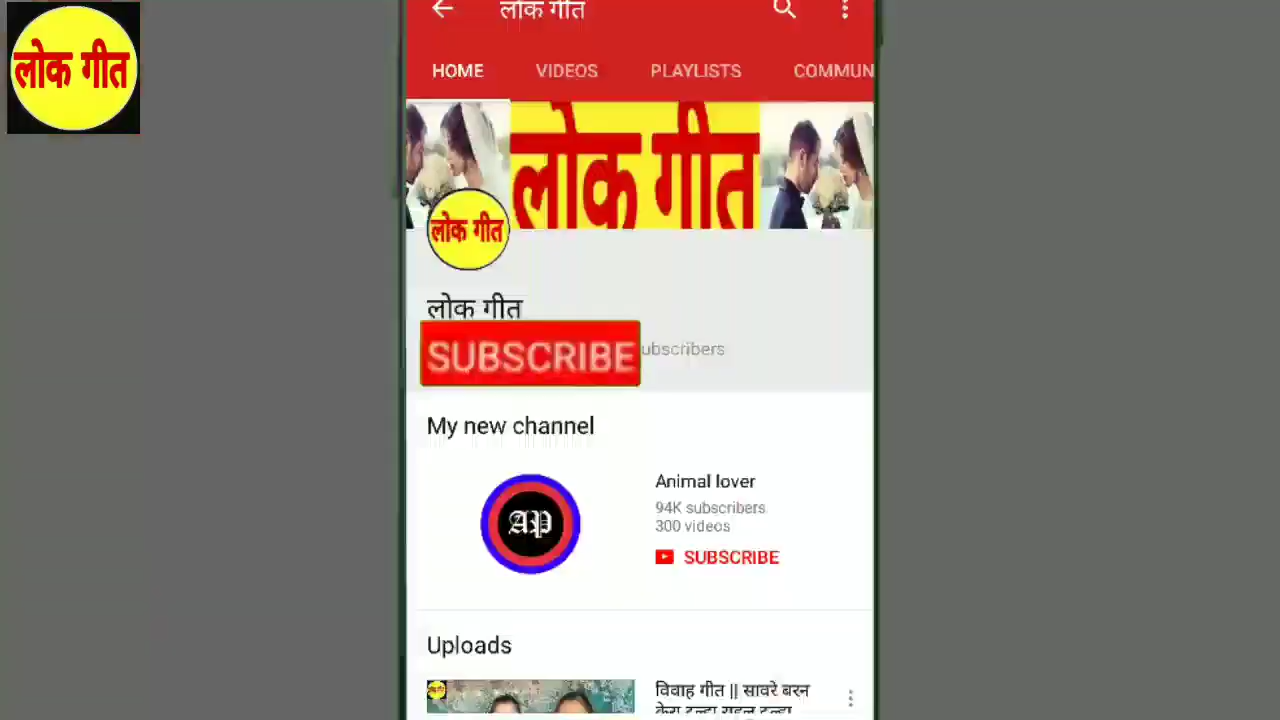 लोक गीत
लोक गीत
HOME VIDEOS PLAYLISTS COMMUN
लोक गीत
लोक गीत
लोक गीत
SUBSCRIBE ubscribers
My new channel
AP
Animal lover
94K subscribers
300 videos
SUBSCRIBE
Uploads
लोक गीत
विवाह गीत || सावरे बरन